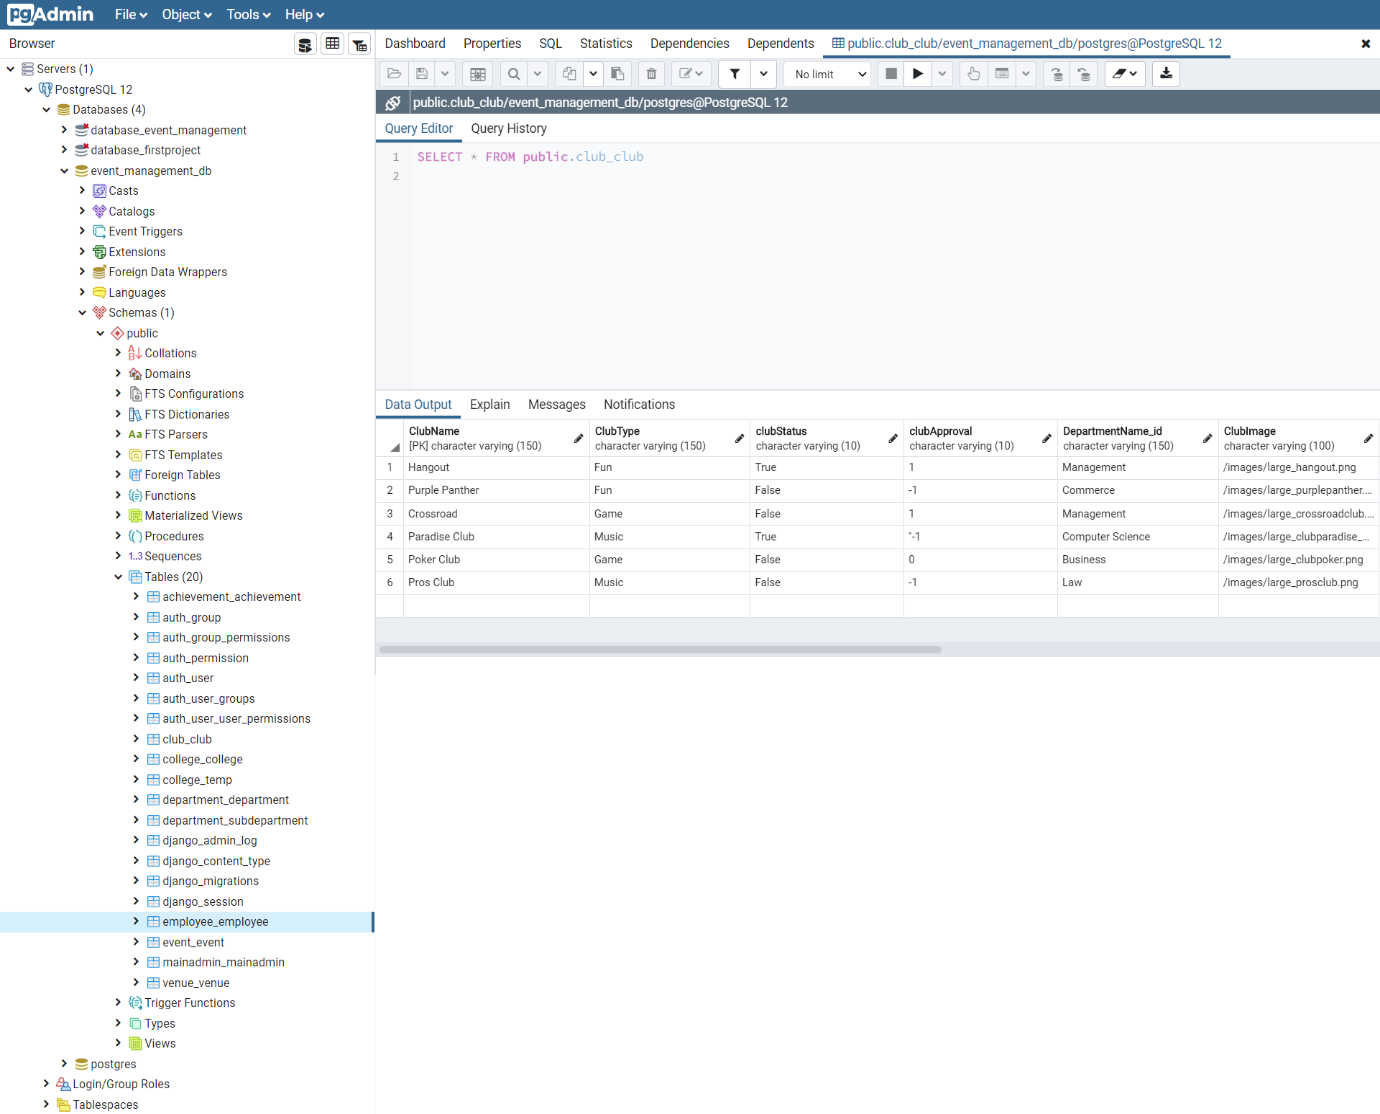 pgAdmin File Object Tools Help
Browser
Servers (1)
PostgreSQL 12
Databases (4)
database_event_management
database_firstproject
event_management_db
Casts
Catalogs
Event Triggers
Extensions
Foreign Data Wrappers
Languages
Schemas (1)
public
Collations
Domains
FTS Configurations
FTS Dictionaries
Aa FTS Parsers
FTS Templates
Foreign Tables
Functions
Materialized Views
Procedures
1..3 Sequences
Tables (20)
achievement_achievement
auth_group
auth_group_permissions
auth_permission
auth_user
auth_user_groups
auth_user_user_permissions
club_club
college_college
college_temp
department_department
department_subdepartment
django_admin_log
django_content_type
django_migrations
django_session
employee_employee
event_event
mainadmin_mainadmin
venue_venue
Trigger Functions
Types
Views
postgres
Login/Group Roles
Tablespaces
Dashboard Properties SQL Statistics Dependencies Dependents public.club_club/event_management_db/postgres@PostgreSQL 12
No limit
public.club_club/event_management_db/postgres@PostgreSQL 12
Query Editor Query History
1 SELECT * FROM public.club_club
2
Data Output Explain Messages Notifications
ClubName ClubType clubStatus clubApproval DepartmentName_id ClubImage
[PK] character varying (150) character varying (150) character varying (10) character varying (10) character varying (150) character varying (100)
1 Hangout Fun True 1 Management /images/large_hangout.png
2 Purple Panther Fun False -1 Commerce /images/large_purplepanther....
3 Crossroad Game False 1 Management /images/large_crossroadclub....
4 Paradise Club Music True "-1 Computer Science /images/large_clubparadise_...
5 Poker Club Game False 0 Business /images/large_clubpoker.png
6 Pros Club Music False -1 Law /images/large_prosclub.png